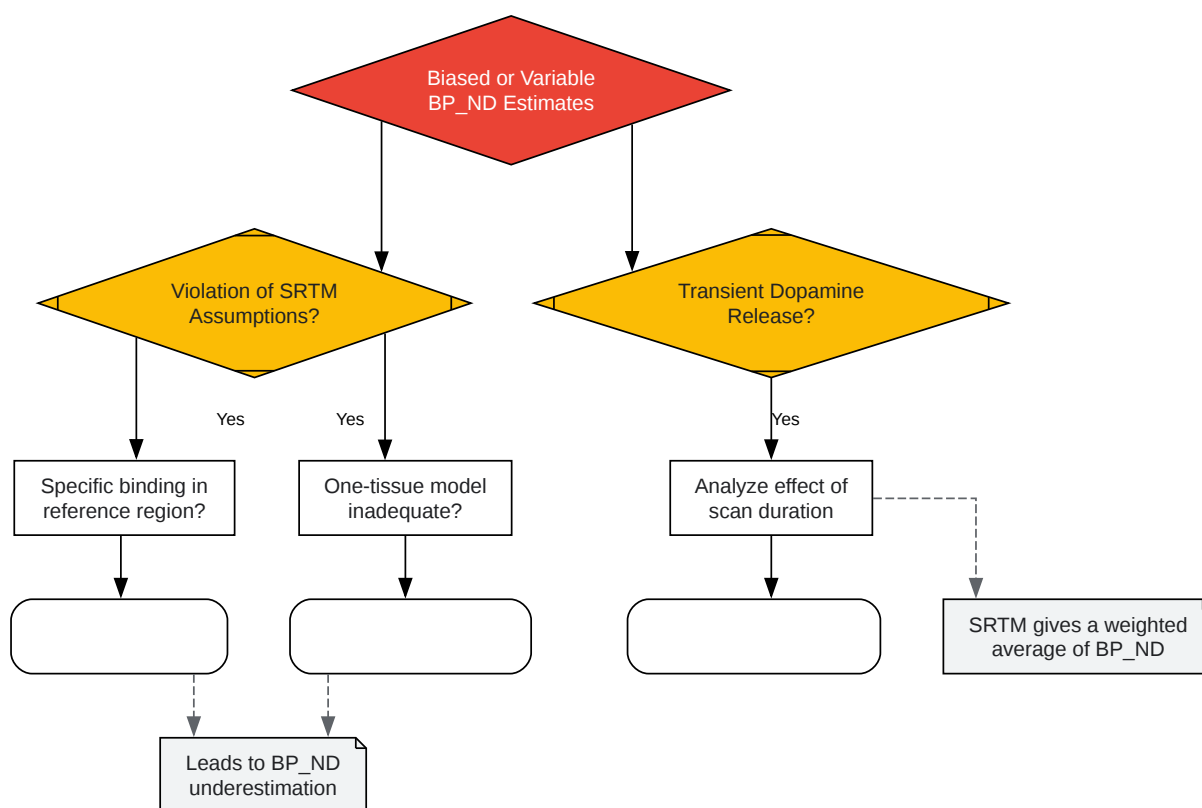 Biased or Variable
BP_ND Estimates
Violation of SRTM
Assumptions?
Transient Dopamine
Release?
Yes
Yes
Yes
Specific binding in
reference region?
One-tissue model
inadequate?
Analyze effect of
scan duration
SRTM gives a weighted
average of BP_ND
Leads to BP_ND
underestimation